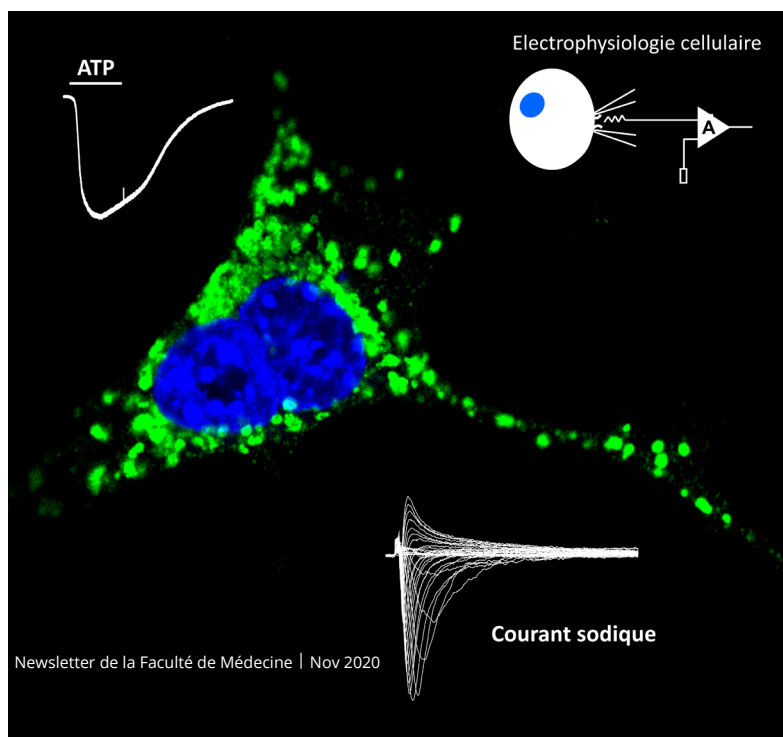 Electrophysiologie cellulaire
ATP
A
Courant sodique
Newsletter de la Faculté de Médecine | Nov 2020